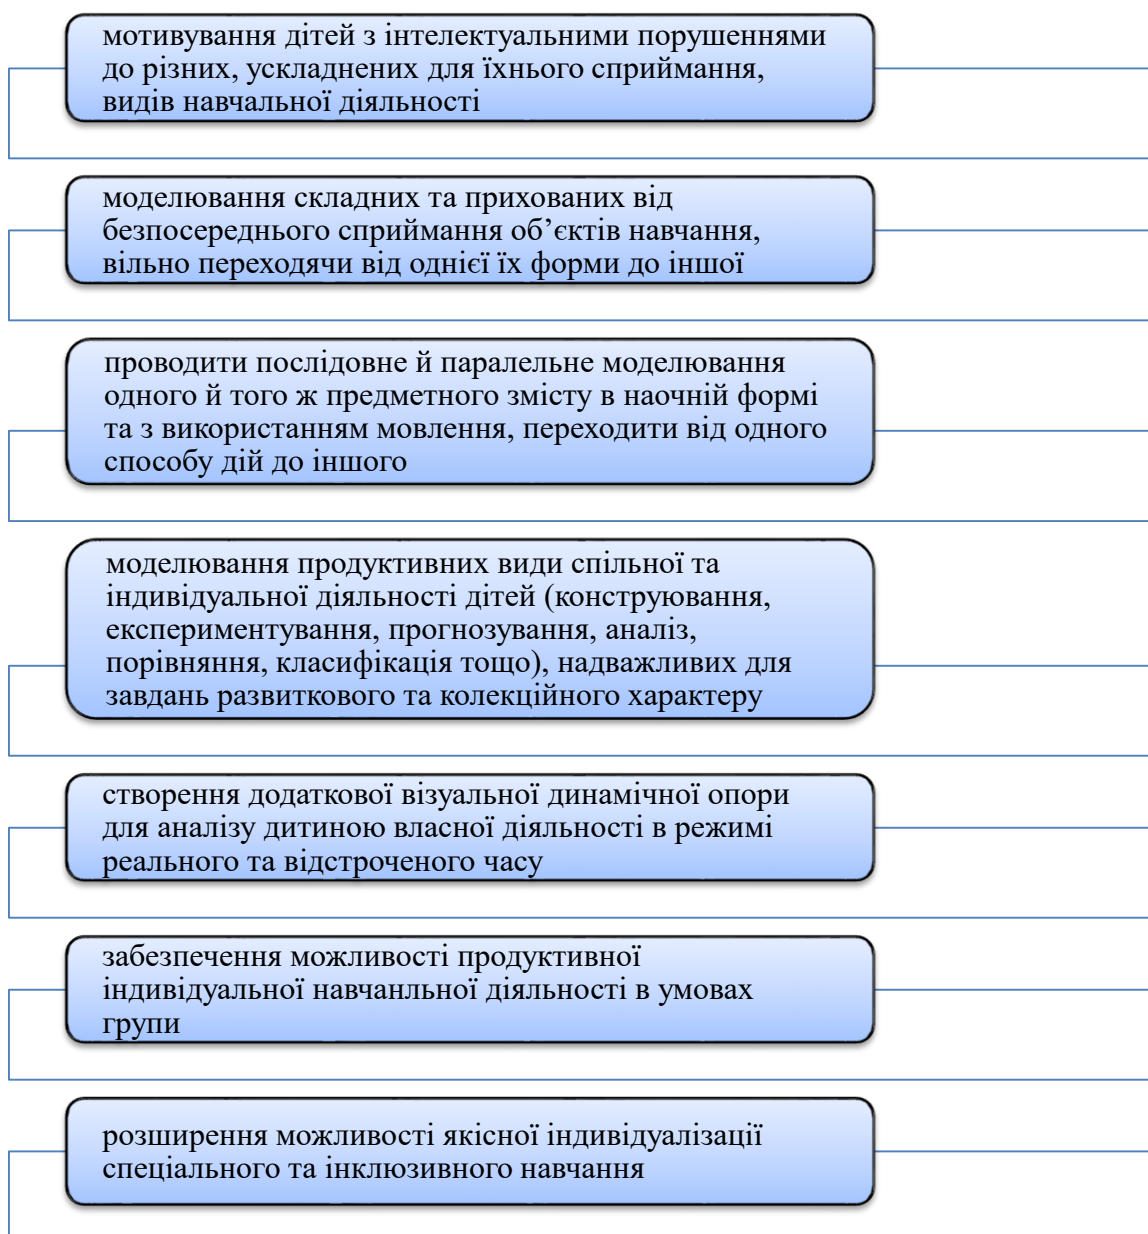 мотивування дітей з інтелектуальними порушеннями
до різних, ускладнених для їхнього сприймання,
видів навчальної діяльності
моделювання складних та прихованих від
безпосереднього сприймання об’єктів навчання,
вільно переходячи від однієї їх форми до іншої
проводити послідовне й паралельне моделювання
одного й того ж предметного змісту в наочній формі
та з використанням мовлення, переходити від одного
способу дій до іншого
моделювання продуктивних види спільної та
індивідуальної діяльності дітей (конструювання,
експериментування, прогнозування, аналіз,
порівняння, класифікація тощо), надважливих для
завдань развиткового та колекційного характеру
створення додаткової візуальної динамічної опори
для аналізу дитиною власної діяльності в режимі
реального та відстроченого часу
забезпечення можливості продуктивної
індивідуальної навчанльної діяльності в умовах
групи
розширення можливості якісної індивідуалізації
спеціального та інклюзивного навчання